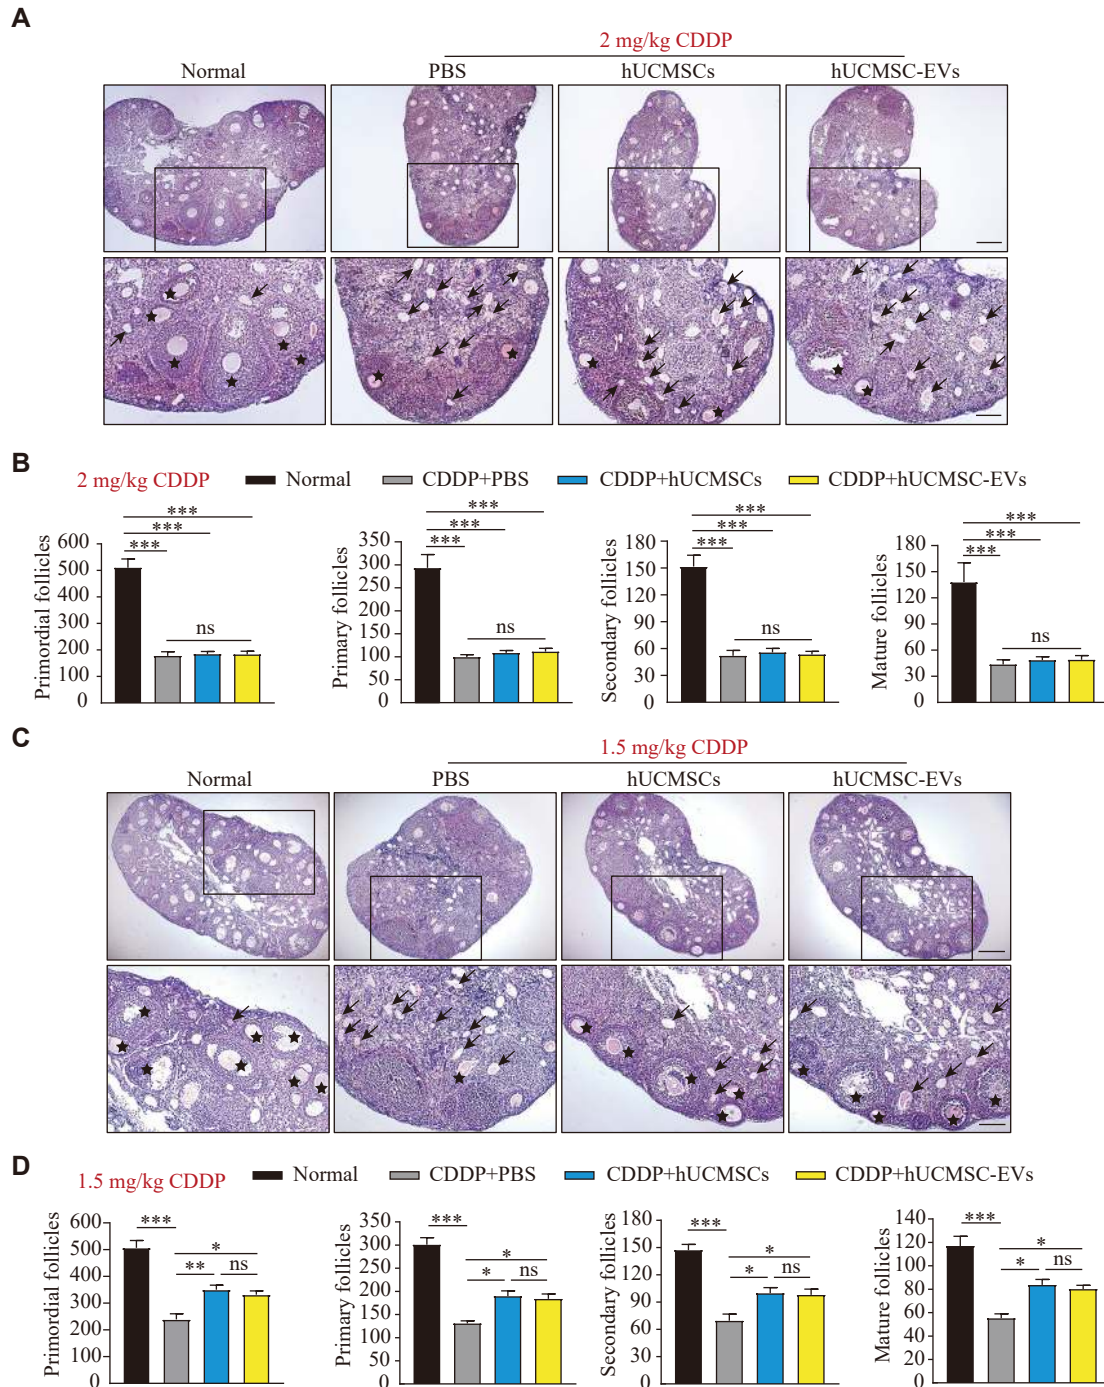 A
2 mg/kg CDDP
Normal
PBS
hUCMSCs
hUCMSC-EVs
B
2 mg/kg CDDP
Normal
CDDP+PBS
CDDP+hUCMSCs
CDDP+hUCMSC-EVs
Primordial follicles
600
500
400
300
200
100
0
***
***
***
ns
Primary follicles
350
300
250
200
150
100
50
0
***
***
***
ns
Secondary follicles
180
150
120
90
60
30
0
***
***
***
ns
Mature follicles
180
150
120
90
60
30
0
***
***
***
ns
C
1.5 mg/kg CDDP
Normal
PBS
hUCMSCs
hUCMSC-EVs
D
1.5 mg/kg CDDP
Normal
CDDP+PBS
CDDP+hUCMSCs
CDDP+hUCMSC-EVs
Primordial follicles
600
500
400
300
200
100
0
***
*
**
ns
Primary follicles
350
300
250
200
150
100
50
0
***
*
*
ns
Secondary follicles
180
150
120
90
60
30
0
***
*
*
ns
Mature follicles
140
120
100
80
60
40
20
0
***
*
*
ns